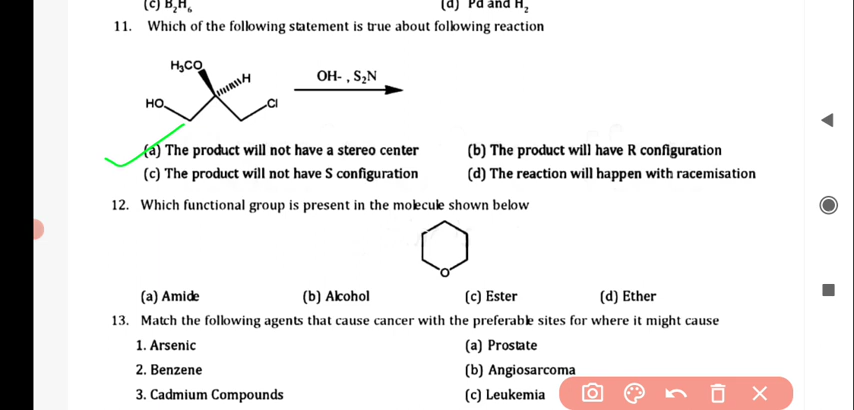 (c) B₂H₆ (d) Pd and H₂
11. Which of the following statement is true about following reaction
H₃CO
H
OH- , S₂N
HO
Cl
(a) The product will not have a stereo center (b) The product will have R configuration
(c) The product will not have S configuration (d) The reaction will happen with racemisation
12. Which functional group is present in the molecule shown below
O
(a) Amide (b) Alcohol (c) Ester (d) Ether
13. Match the following agents that cause cancer with the preferable sites for where it might cause
1. Arsenic (a) Prostate
2. Benzene (b) Angiosarcoma
3. Cadmium Compounds (c) Leukemia